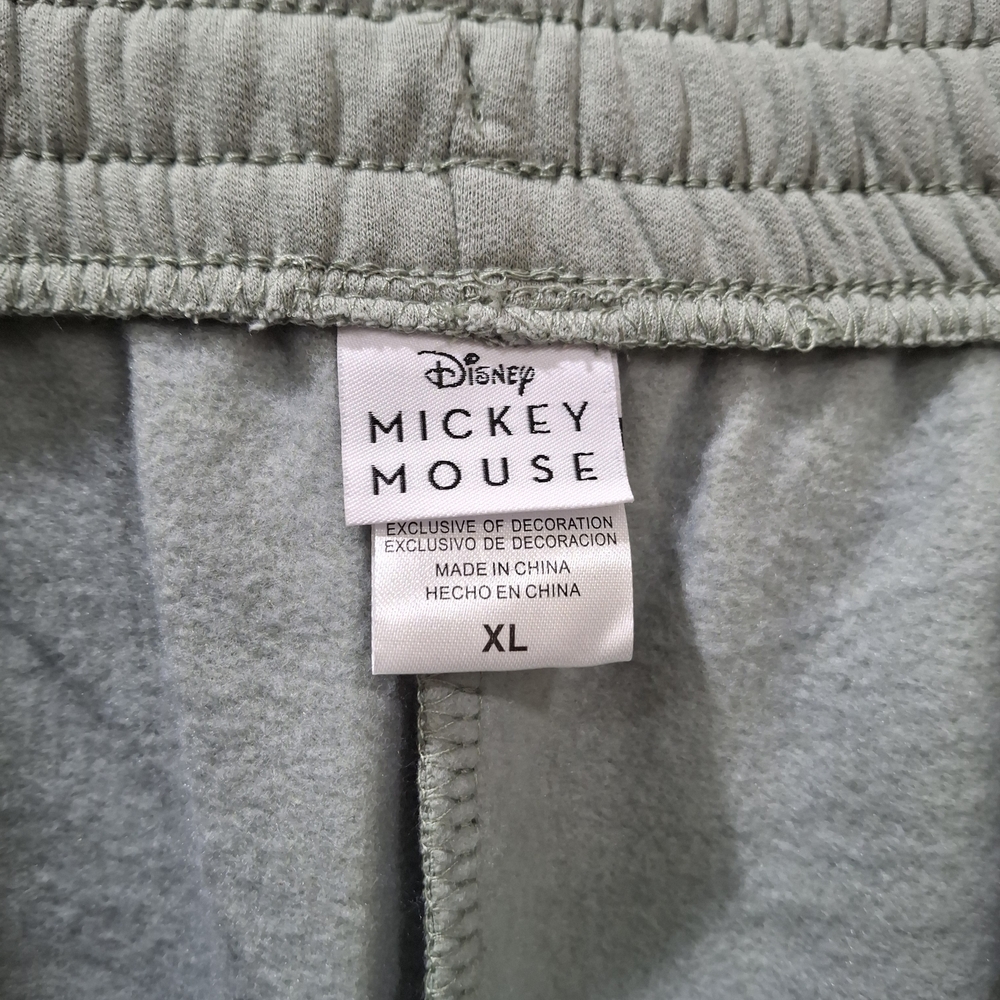 Disney
MICKEY
MOUSE
EXCLUSIVE OF DECORATION
EXCLUSIVO DE DECORACION
MADE IN CHINA
HECHO EN CHINA
XL